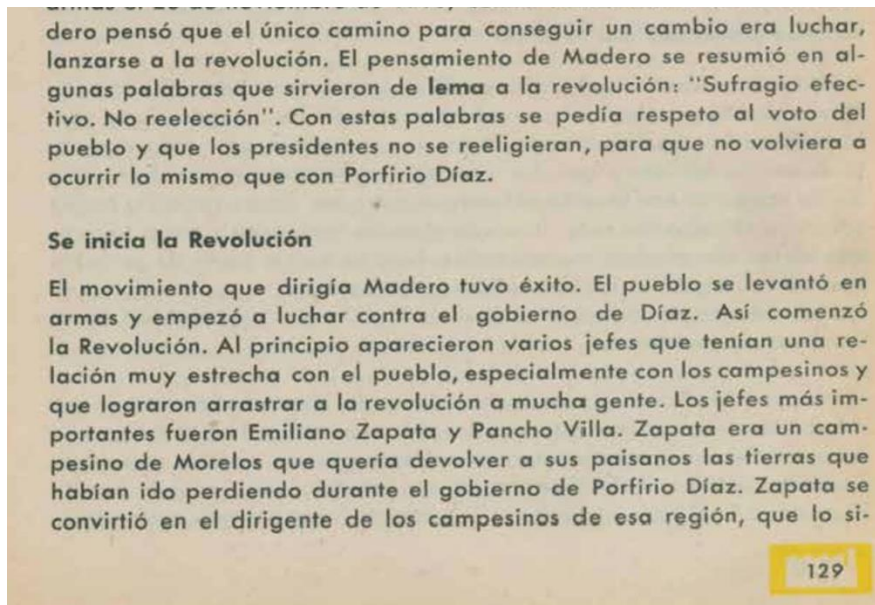 dero pensó que el único camino para conseguir un cambio era luchar,
lanzarse a la revolución. El pensamiento de Madero se resumió en al-
gunas palabras que sirvieron de lema a la revolución: "Sufragio efec-
tivo. No reelección". Con estas palabras se pedía respeto al voto del
pueblo y que los presidentes no se reeligieran, para que no volviera a
ocurrir lo mismo que con Porfirio Díaz.
Se inicia la Revolución
El movimiento que dirigía Madero tuvo éxito. El pueblo se levantó en
armas y empezó a luchar contra el gobierno de Díaz. Así comenzó
la Revolución. Al principio aparecieron varios jefes que tenían una re-
lación muy estrecha con el pueblo, especialmente con los campesinos y
que lograron arrastrar a la revolución a mucha gente. Los jefes más im-
portantes fueron Emiliano Zapata y Pancho Villa. Zapata era un cam-
pesino de Morelos que quería devolver a sus paisanos las tierras que
habían ido perdiendo durante el gobierno de Porfirio Díaz. Zapata se
convirtió en el dirigente de los campesinos de esa región, que lo si-
129